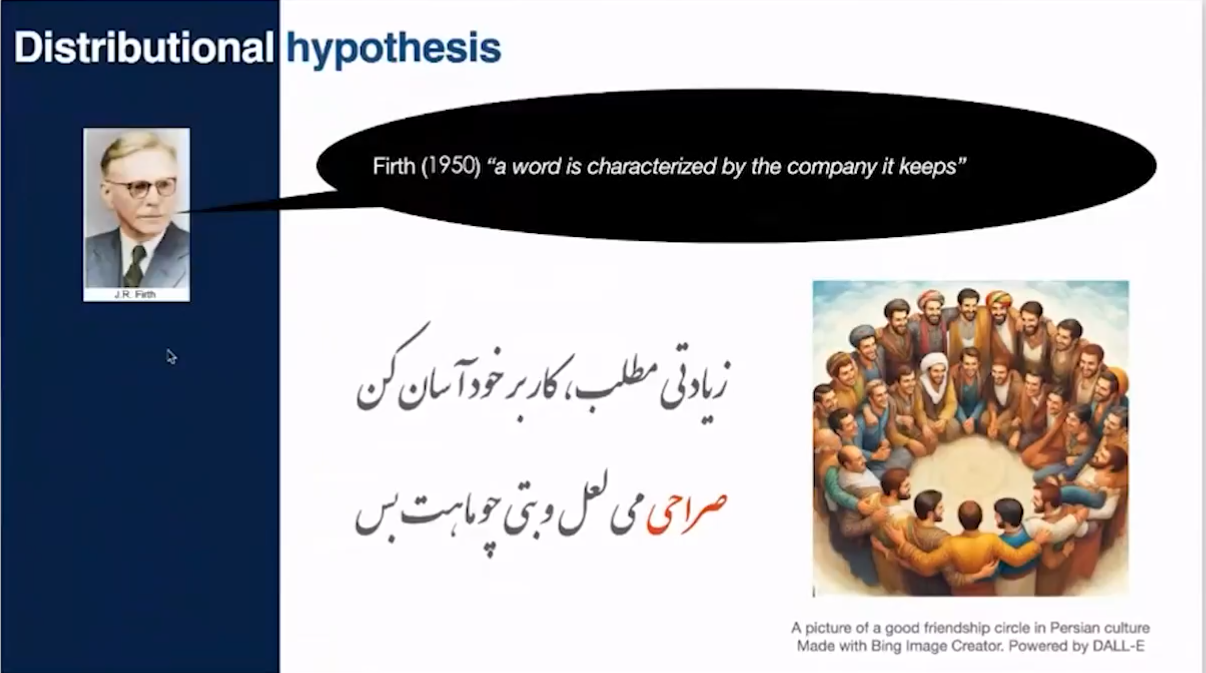 Distributional hypothesis
Firth (1950) “a word is characterized by the company it keeps”
J.R. Firth
زیادتی مطلب، کار بر خود آسان کن
صراحی می لعل و بتی چو ماهت بس
A picture of a good friendship circle in Persian culture
Made with Bing Image Creator. Powered by DALL-E